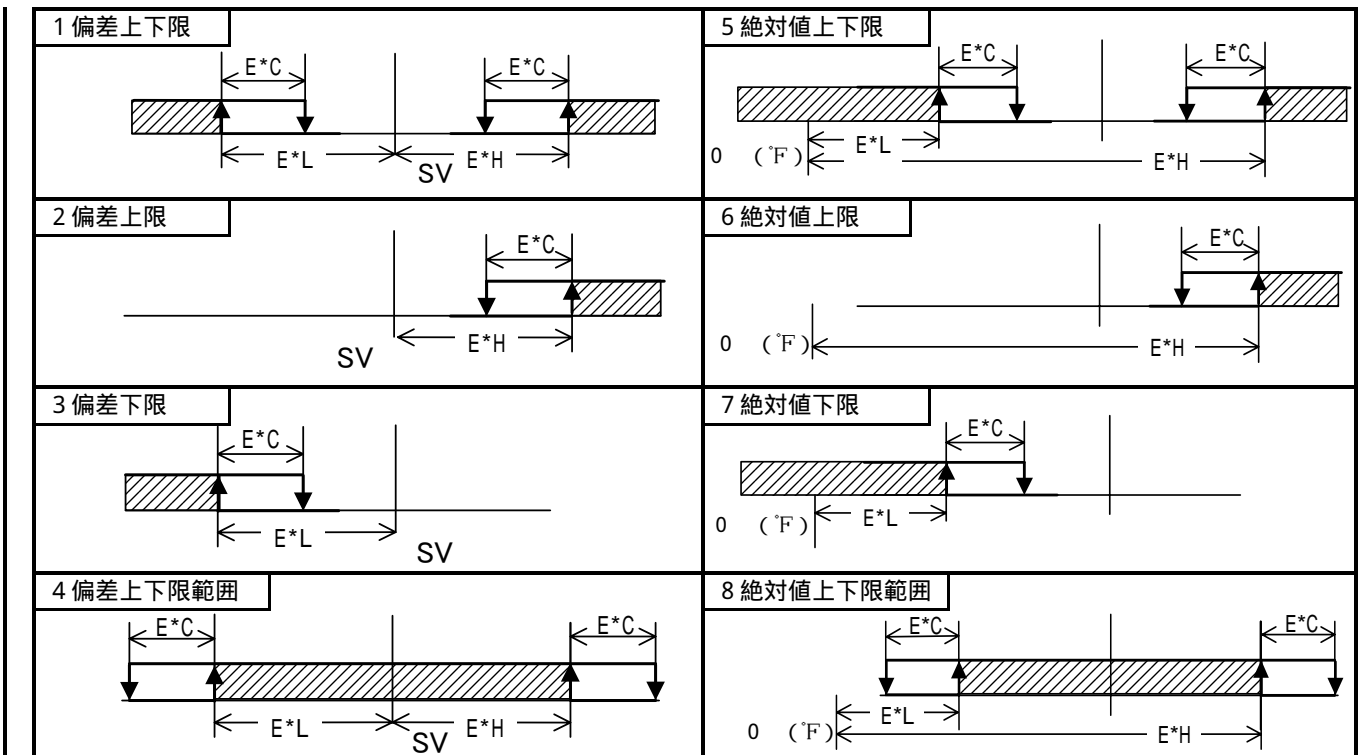 1 偏差上下限
E*C E*C
E*L E*H
SV
5 絶対値上下限
E*C E*C
0 (°F) E*L
E*H
2 偏差上限
E*C
E*H
SV
6 絶対値上限
E*C
0 (°F) E*H
3 偏差下限
E*C
E*L
SV
7 絶対値下限
E*C
0 (°F) E*L
4 偏差上下限範囲
E*C E*C
E*L E*H
SV
8 絶対値上下限範囲
E*C E*C
E*L
0 (°F) E*H